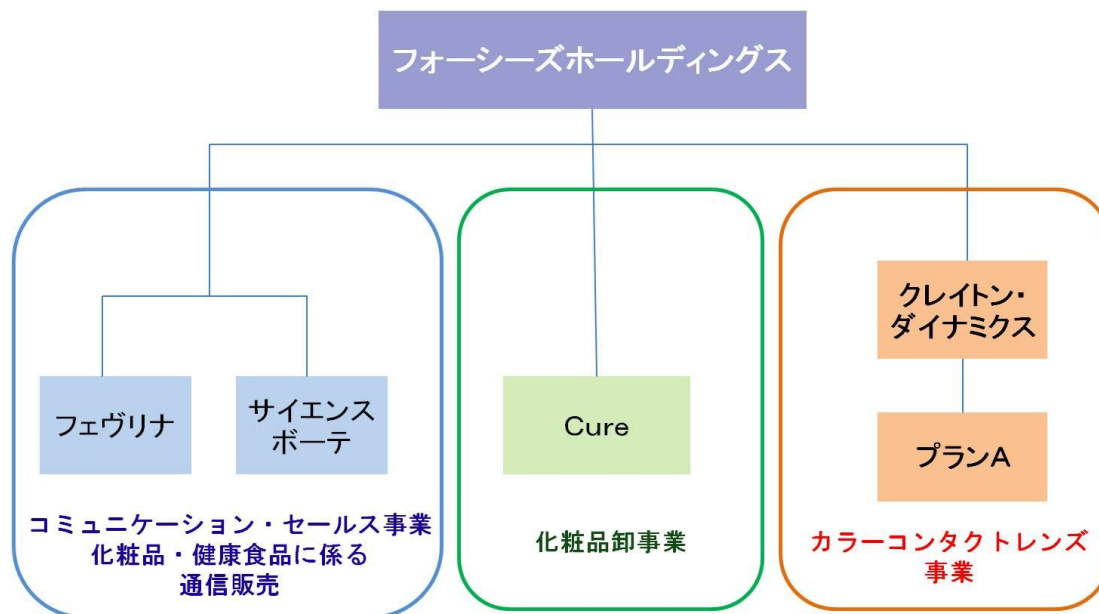 フォーシーズホールディングス
クレイトン・
ダイナミクス
フェヴリナ
サイエンス
ボーテ
Cure
プランA
コミュニケーション・セールス事業
化粧品・健康食品に係る
通信販売
化粧品卸事業
カラーコンタクトレンズ
事業